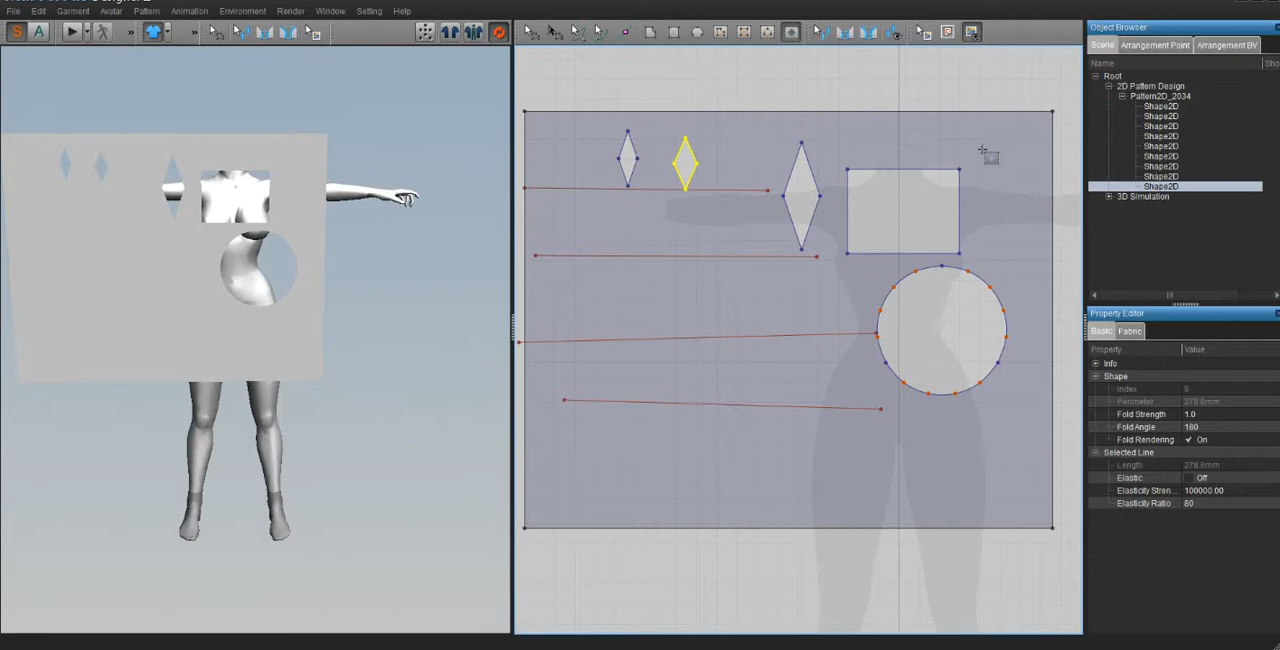 File Edit Garment Avatar Pattern Animation Environment Render Window Setting Help
S A
Object Browser
Scene Arrangement Point Arrangement BV
Name Sho
Root
2D Pattern Design
Pattern2D_2034
Shape2D
Shape2D
Shape2D
Shape2D
Shape2D
Shape2D
Shape2D
Shape2D
Shape2D
3D Simulation
Property Editor
Basic Fabric
Property Value
Info
Shape
Index 8
Perimeter 278.6mm
Fold Strength 1.0
Fold Angle 180
Fold Rendering On
Selected Line
Length 278.6mm
Elastic Off
Elasticity Stren... 100000.00
Elasticity Ratio 80